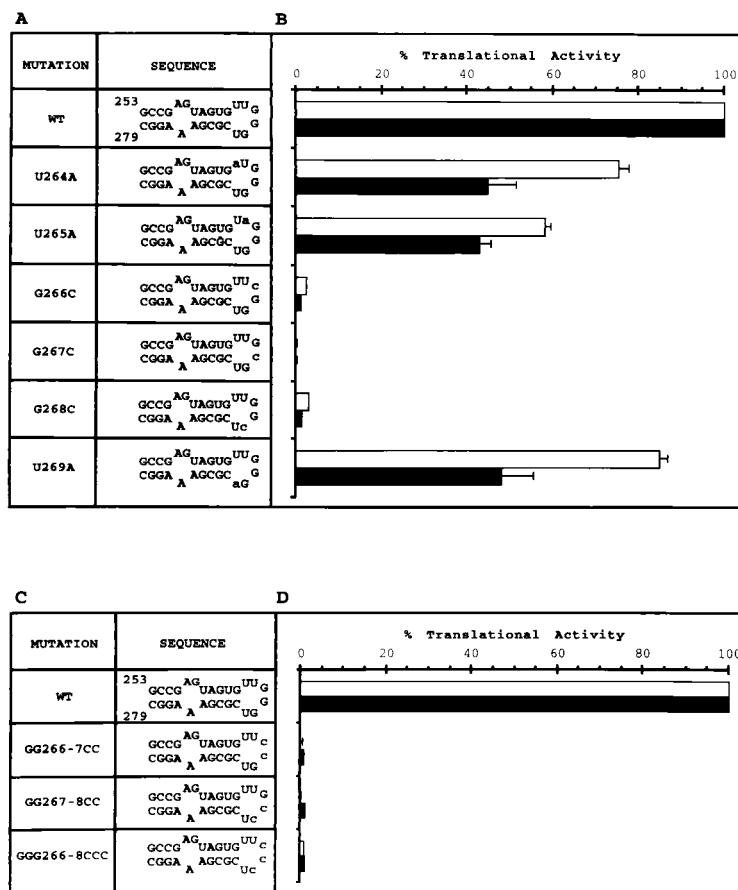 A B
MUTATION SEQUENCE % Translational Activity
0 20 40 60 80 100
253
WT GCCG AG UAGUG UU G
G
CGGA A AGCGC UG G
279
U264A GCCG AG UAGUG aU G
G
CGGA A AGCGC UG G
U265A GCCG AG UAGUG Ua G
G
CGGA A AGCGC UG G
G266C GCCG AG UAGUG UU c
G
CGGA A AGCGC UG
G267C GCCG AG UAGUG UU G
c
CGGA A AGCGC UG
G268C GCCG AG UAGUG UU G
G
CGGA A AGCGC Uc
U269A GCCG AG UAGUG UU G
G
CGGA A AGCGC aG
C D
MUTATION SEQUENCE % Translational Activity
0 20 40 60 80 100
253
WT GCCG AG UAGUG UU G
G
CGGA A AGCGC UG
279
GG266-7CC GCCG AG UAGUG UU c
c
CGGA A AGCGC UG
GG267-8CC GCCG AG UAGUG UU G
c
CGGA A AGCGC Uc
GGG266-8CCC GCCG AG UAGUG UU c
c
CGGA A AGCGC Uc